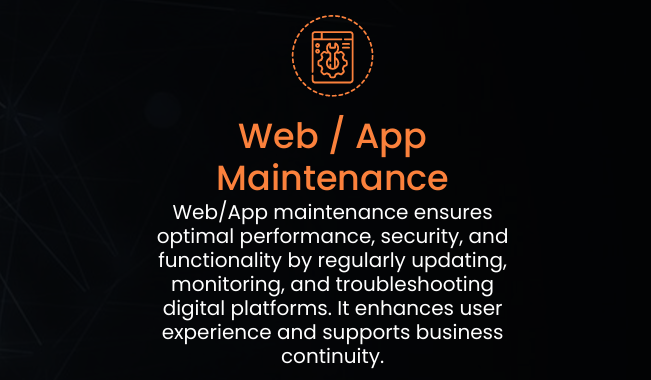 Web / App
Maintenance
Web/App maintenance ensures
optimal performance, security, and
functionality by regularly updating,
monitoring, and troubleshooting
digital platforms. It enhances user
experience and supports business
continuity.